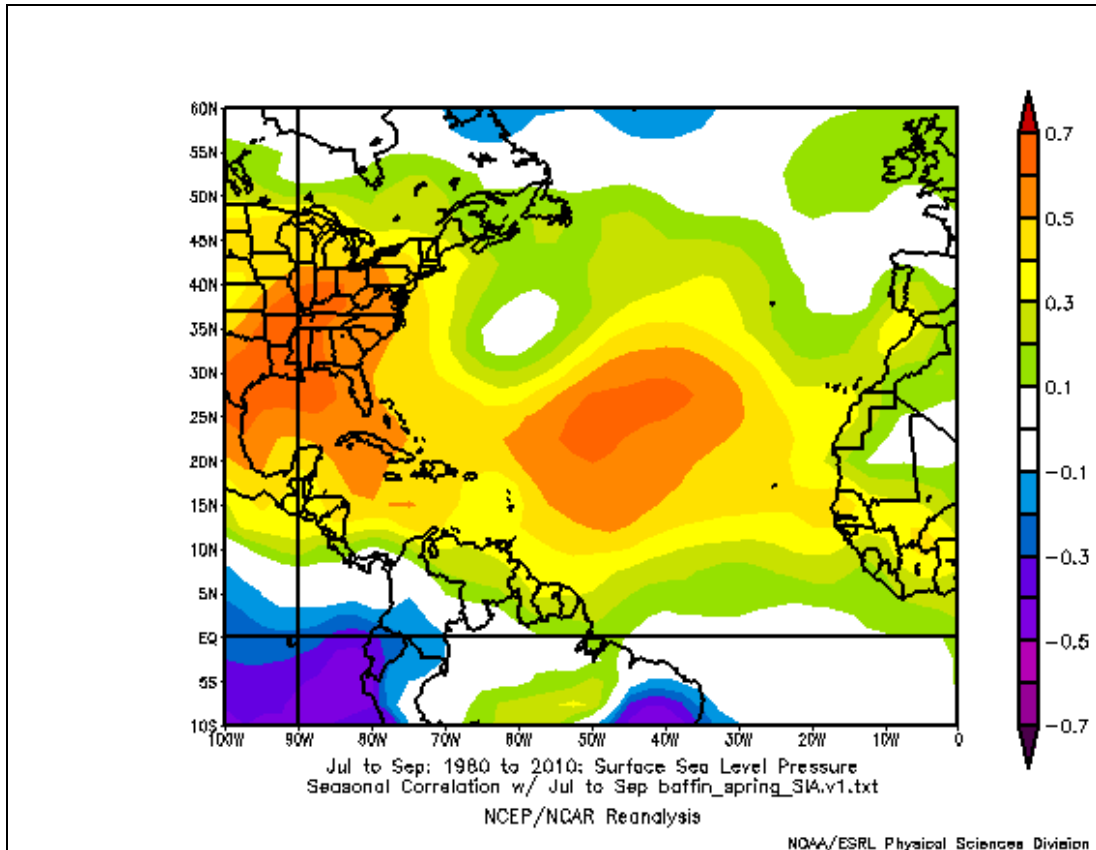 60N
55N
50N
45N
40N
35N
30N
25N
20N
15N
10N
5N
EQ
5S
10S
100W 90W 80W 70W 60W 50W 40W 30W 20W 10W 0
0.7
0.5
0.3
0.1
-0.1
-0.3
-0.5
-0.7
Jul to Sep: 1980 to 2010: Surface Sea Level Pressure
Seasonal Correlation w/ Jul to Sep baffin_spring_SIA.v1.txt
NCEP/NCAR Reanalysis
NOAA/ESRL Physical Sciences Division